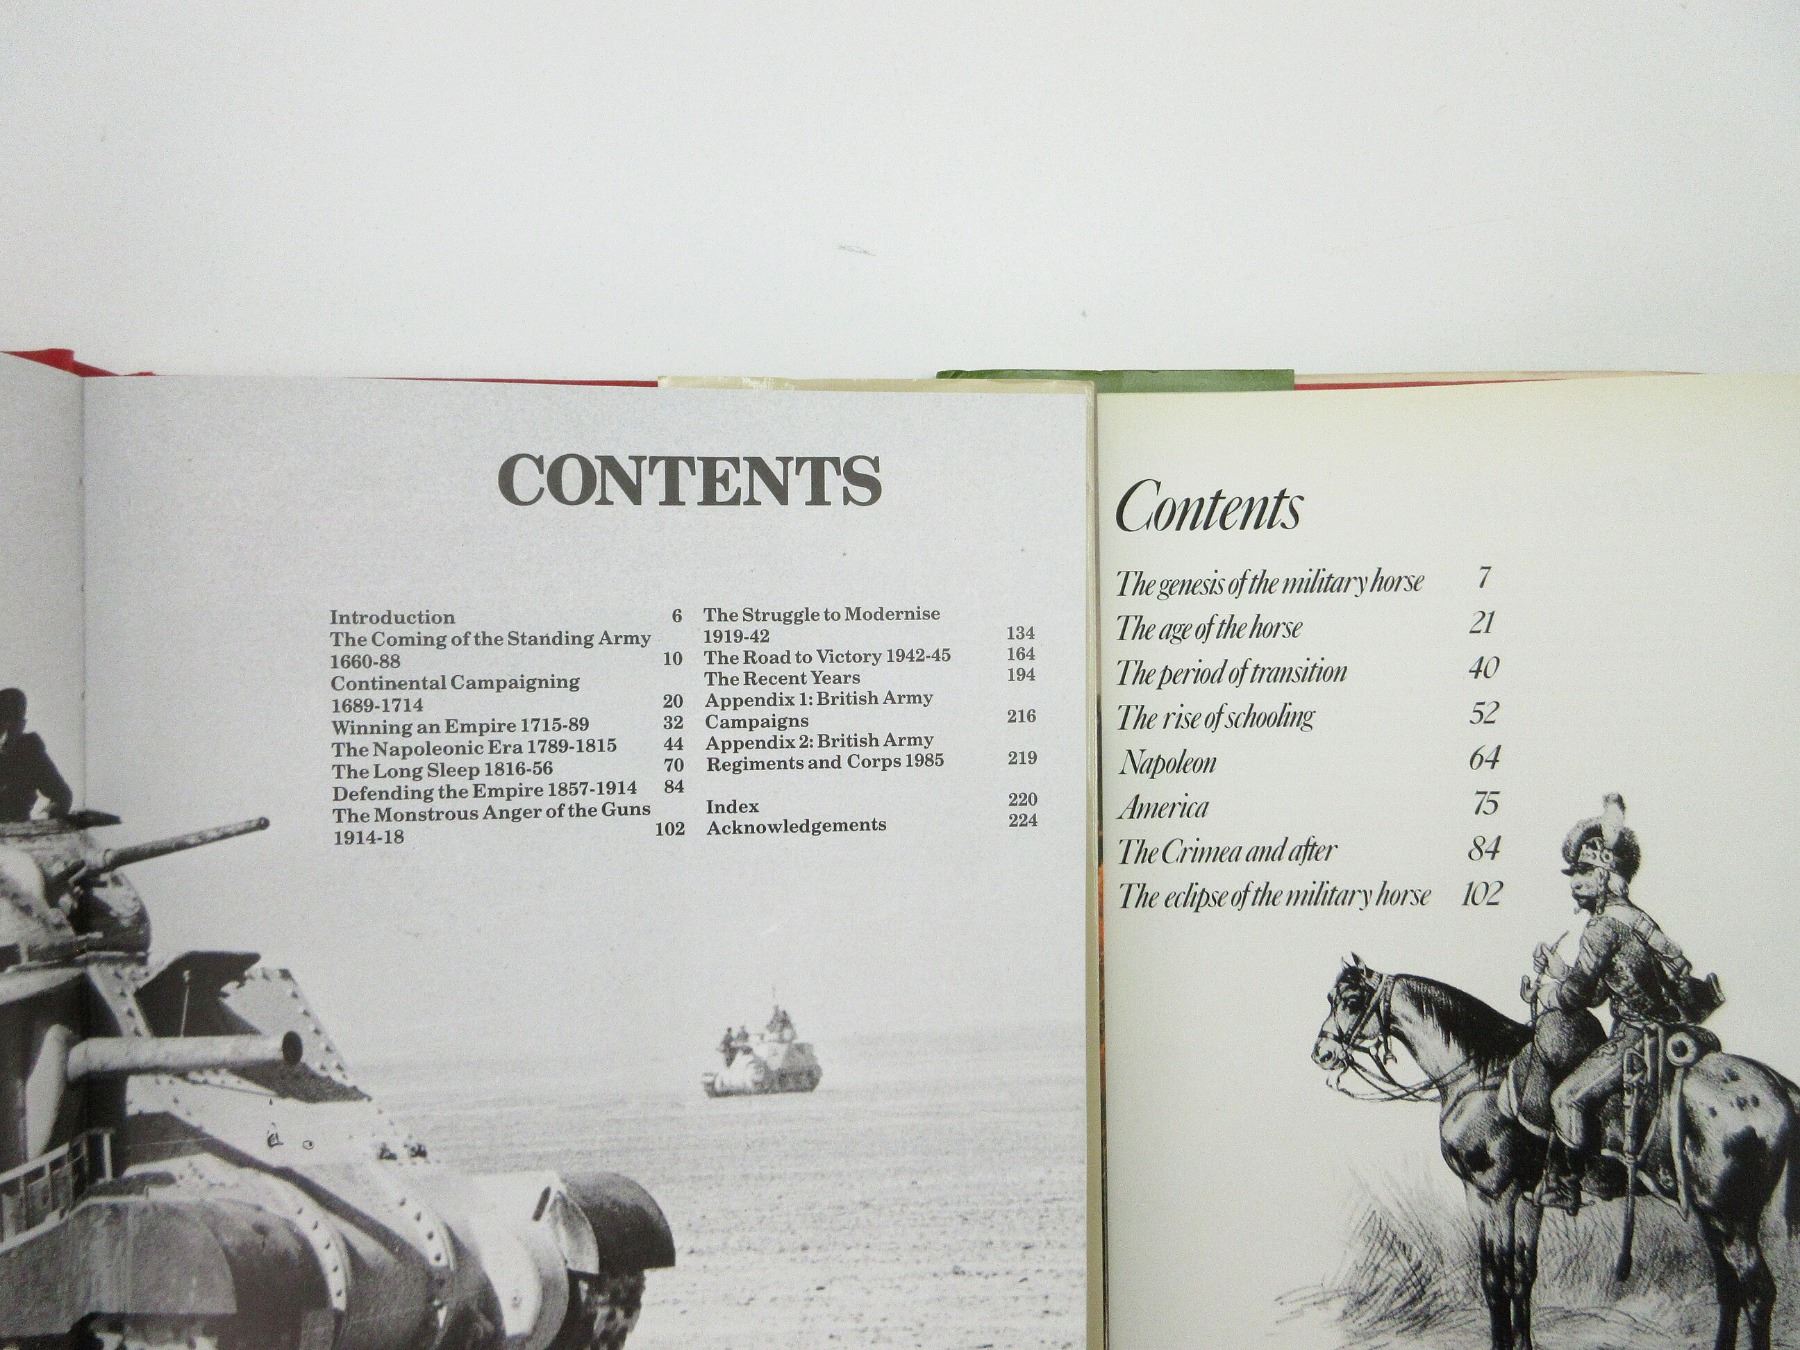 CONTENTS
Introduction 6
The Coming of the Standing Army
1660-88 10
Continental Campaigning
1689-1714 20
Winning an Empire 1715-89 32
The Napoleonic Era 1789-1815 44
The Long Sleep 1816-56 70
Defending the Empire 1857-1914 84
The Monstrous Anger of the Guns
1914-18 102
The Struggle to Modernise
1919-42 134
The Road to Victory 1942-45 164
The Recent Years 194
Appendix 1: British Army
Campaigns 216
Appendix 2: British Army
Regiments and Corps 1985 219
Index 220
Acknowledgements 224
Contents
The genesis of the military horse 7
The age of the horse 21
The period of transition 40
The rise of schooling 52
Napoleon 64
America 75
The Crimea and after 84
The eclipse of the military horse 102